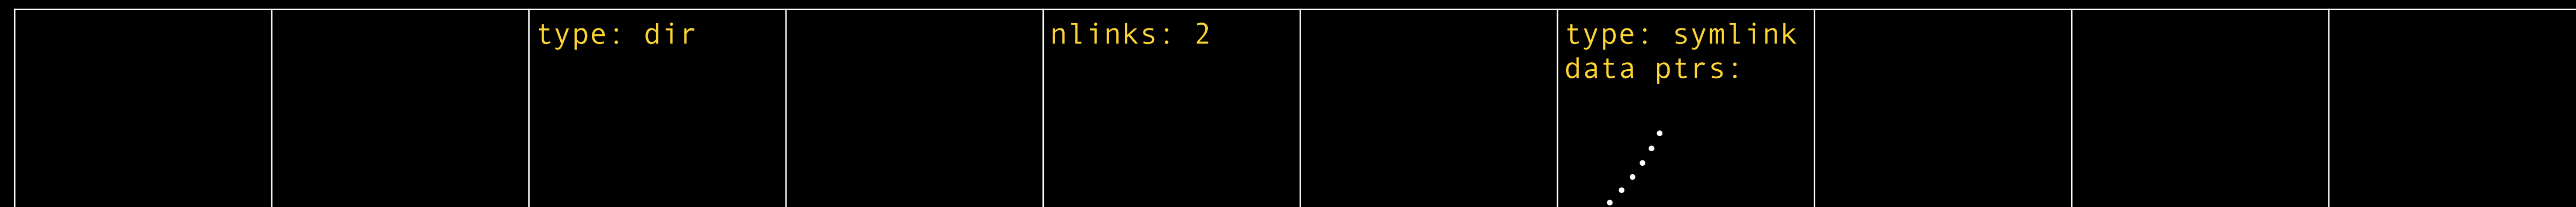 type: dir
nlinks: 2
type: symlink
data ptrs: